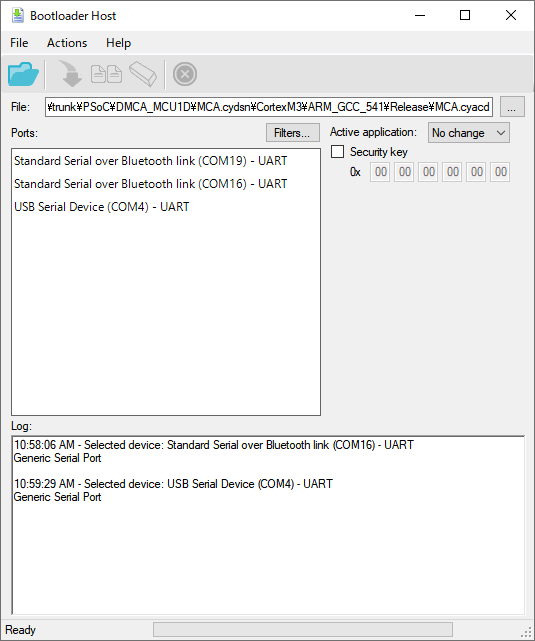 Bootloader Host
File Actions Help
File: ¥trunk¥PSoC¥DMCA_MCU1D¥MCA.cydsn¥CortexM3¥ARM_GCC_541¥Release¥MCA.cyacd ...
Ports: Filters... Active application: No change
Security key
0x 00 00 00 00 00 00
Standard Serial over Bluetooth link (COM19) - UART
Standard Serial over Bluetooth link (COM16) - UART
USB Serial Device (COM4) - UART
Log:
10:58:06 AM - Selected device: Standard Serial over Bluetooth link (COM16) - UART
Generic Serial Port
10:59:29 AM - Selected device: USB Serial Device (COM4) - UART
Generic Serial Port
Ready